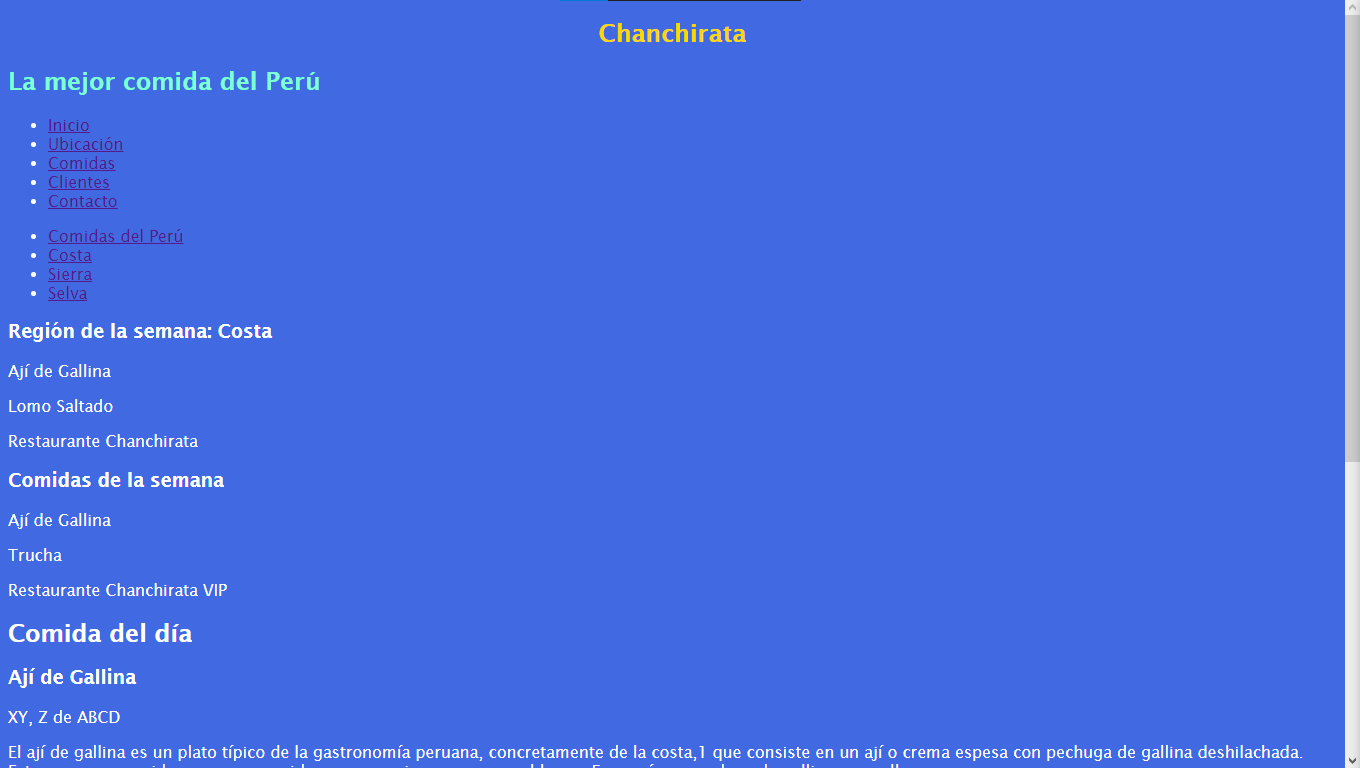 Chanchirata
La mejor comida del Perú
Inicio
Ubicación
Comidas
Clientes
Contacto
Comidas del Perú
Costa
Sierra
Selva
Región de la semana: Costa
Ají de Gallina
Lomo Saltado
Restaurante Chanchirata
Comidas de la semana
Ají de Gallina
Trucha
Restaurante Chanchirata VIP
Comida del día
Ají de Gallina
XY, Z de ABCD
El ají de gallina es un plato típico de la gastronomía peruana, concretamente de la costa,1 que consiste en un ají o crema espesa con pechuga de gallina deshilachada.